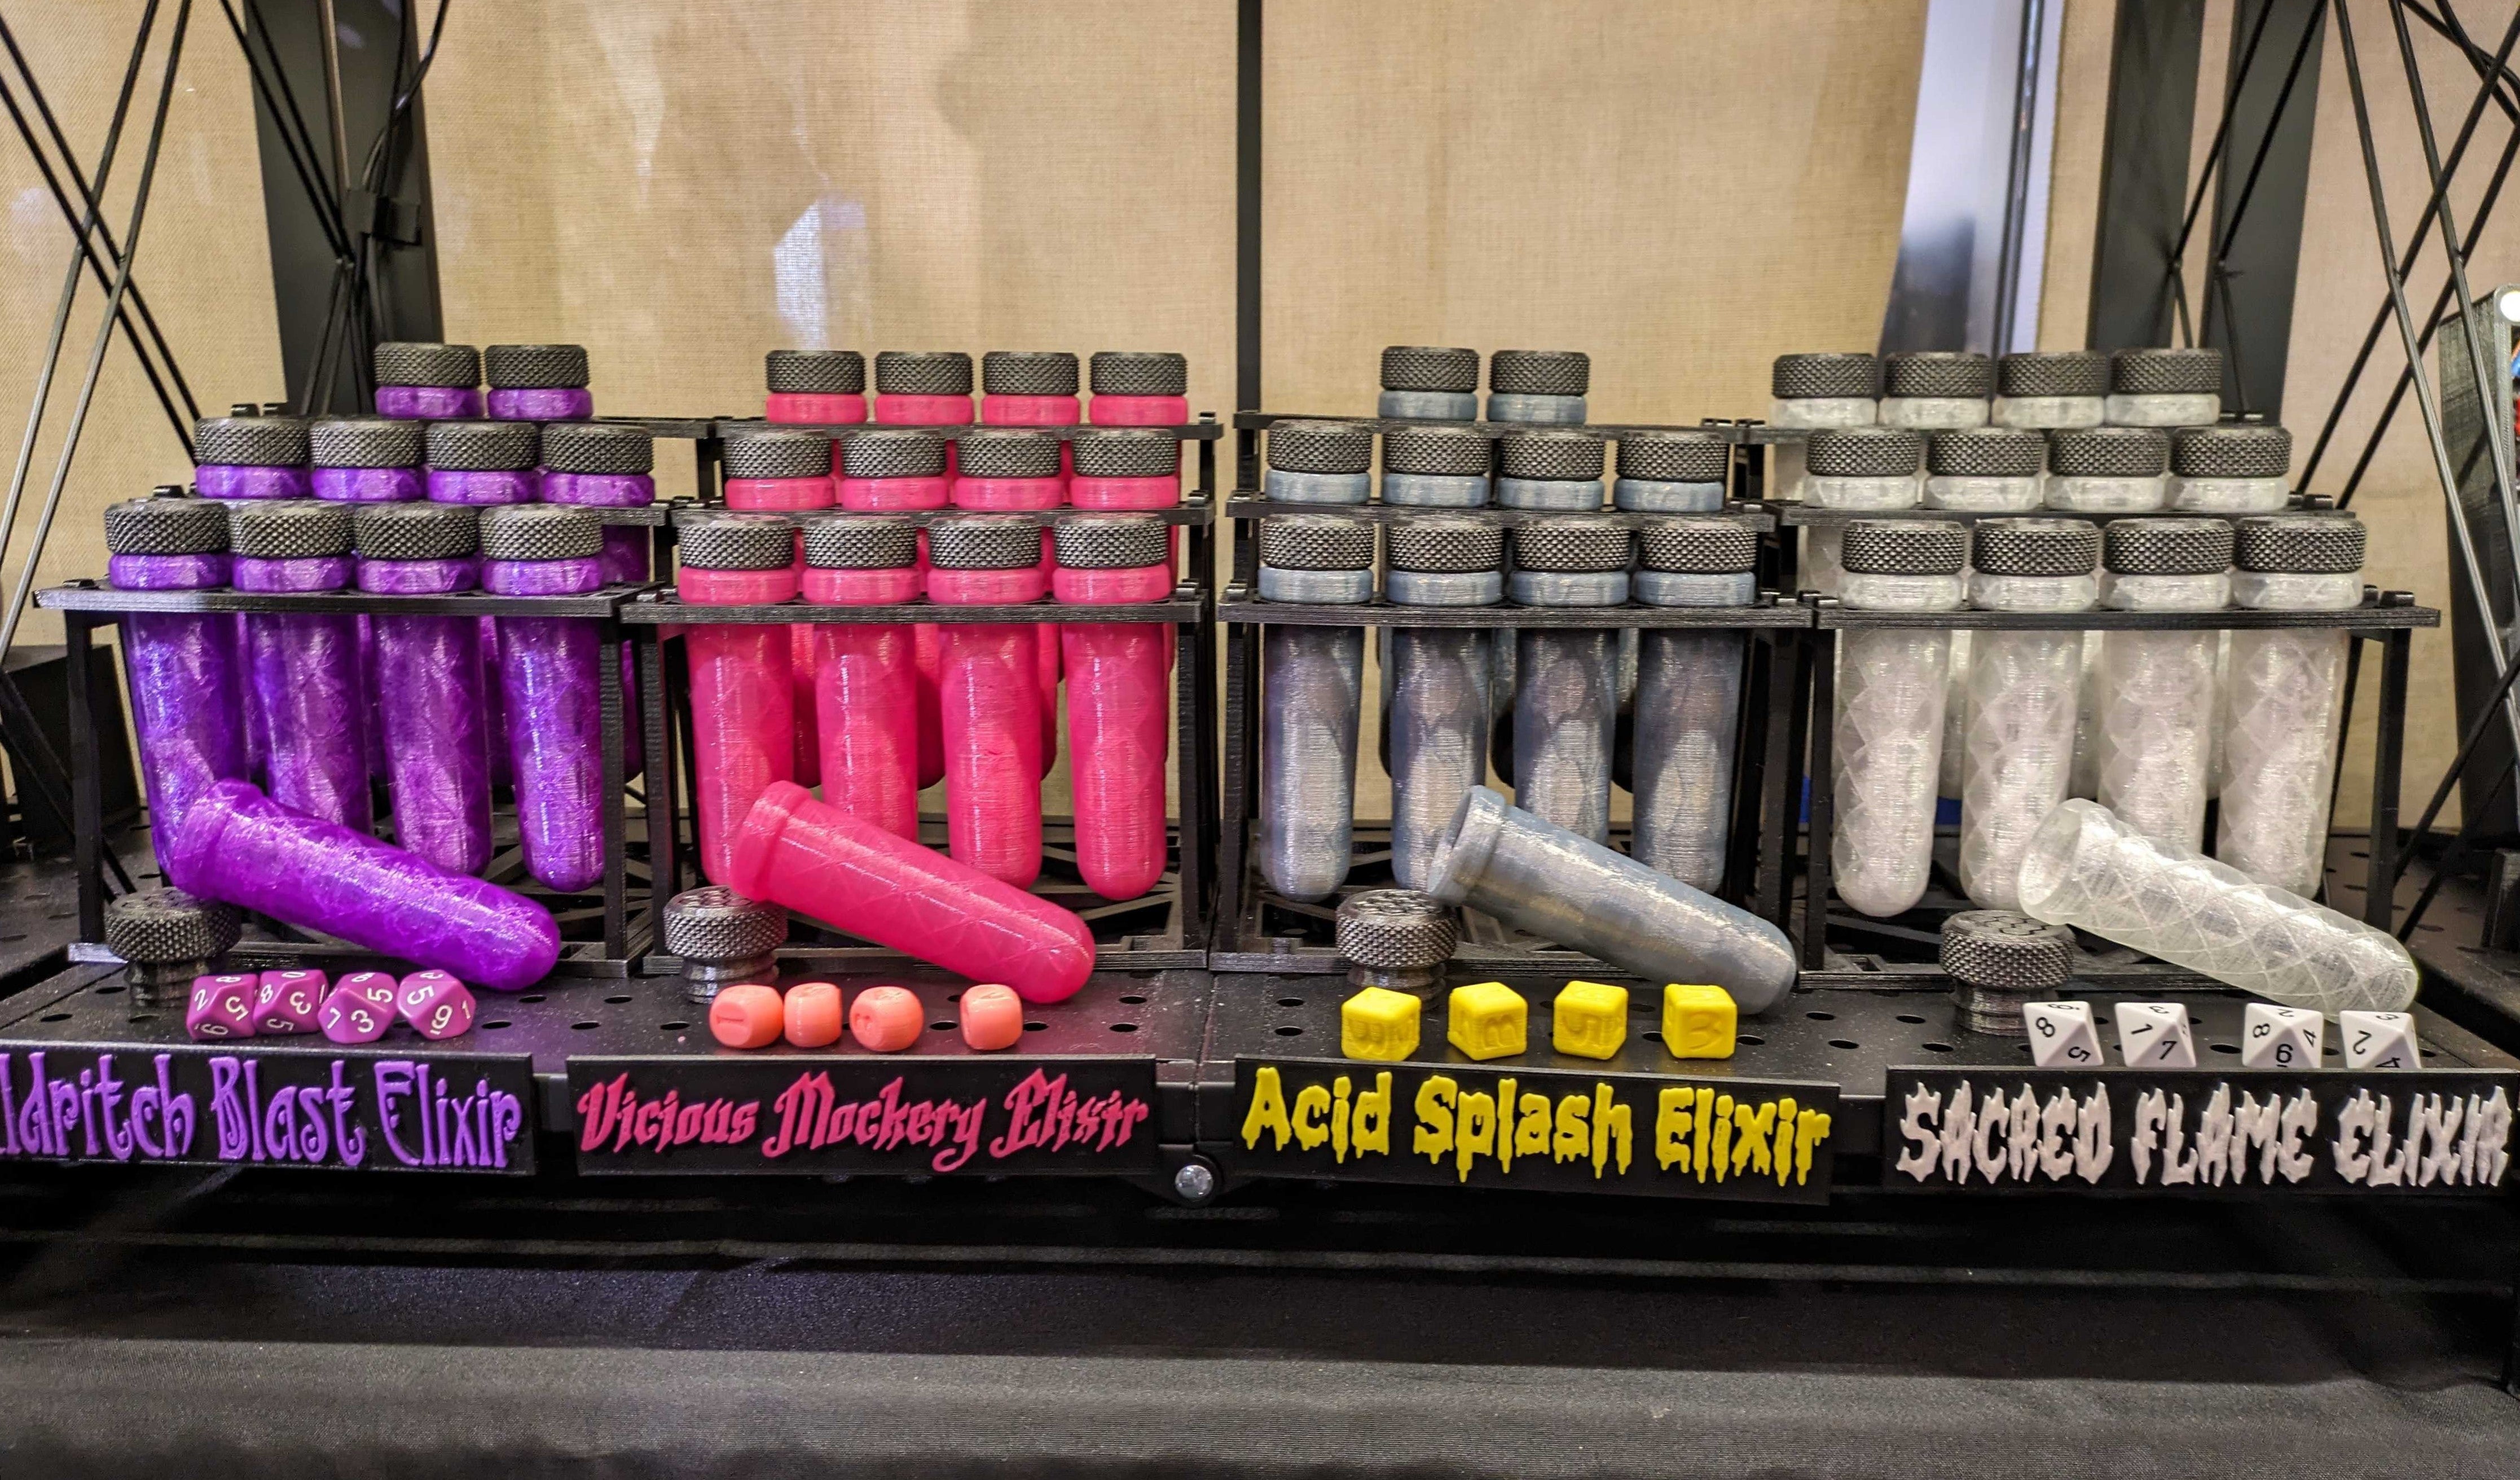 ldritch Blast Elixir
Vicious Mockery Elixir
Acid Splash Elixir
SACRED FLAME ELIXIR